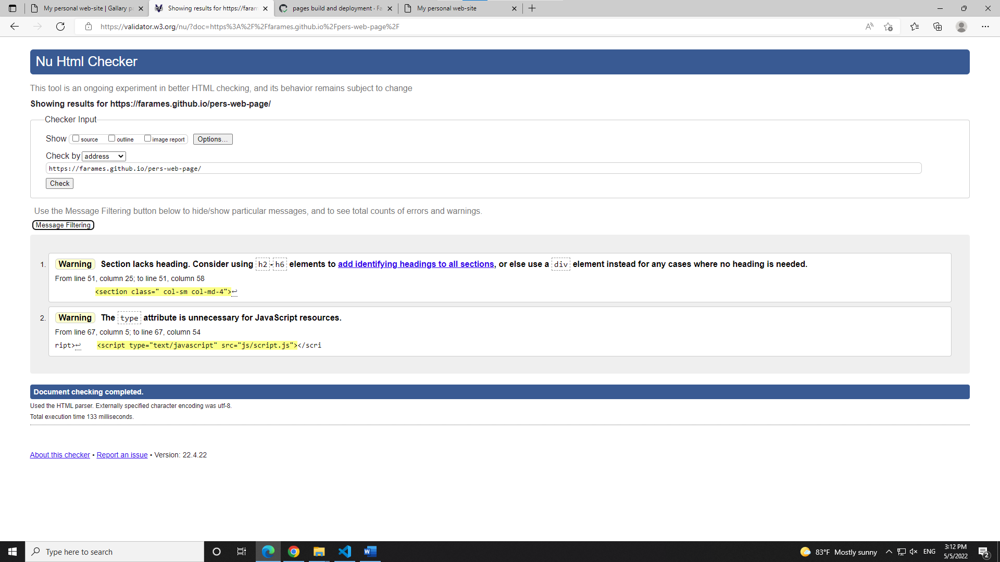 My personal web-site | Gallary pa
Showing results for https://faram
pages build and deployment · Fa
My personal web-site
https://validator.w3.org/nu/?doc=https%3A%2F%2Ffarames.github.io%2Fpers-web-page%2F
Nu Html Checker
This tool is an ongoing experiment in better HTML checking, and its behavior remains subject to change
Showing results for https://farames.github.io/pers-web-page/
Checker Input
Show source outline image report Options...
Check by address
https://farames.github.io/pers-web-page/
Check
Use the Message Filtering button below to hide/show particular messages, and to see total counts of errors and warnings.
Message Filtering
1. Warning Section lacks heading. Consider using h2-h6 elements to add identifying headings to all sections, or else use a div element instead for any cases where no heading is needed.
From line 51, column 25; to line 51, column 58
<section class=" col-sm col-md-4">↩
2. Warning The type attribute is unnecessary for JavaScript resources.
From line 67, column 5; to line 67, column 54
ript>↩ <script type="text/javascript" src="js/script.js"></scri
Document checking completed.
Used the HTML parser. Externally specified character encoding was utf-8.
Total execution time 133 milliseconds.
About this checker • Report an issue • Version: 22.4.22
Type here to search
83°F Mostly sunny
ENG
3:12 PM
5/5/2022
2